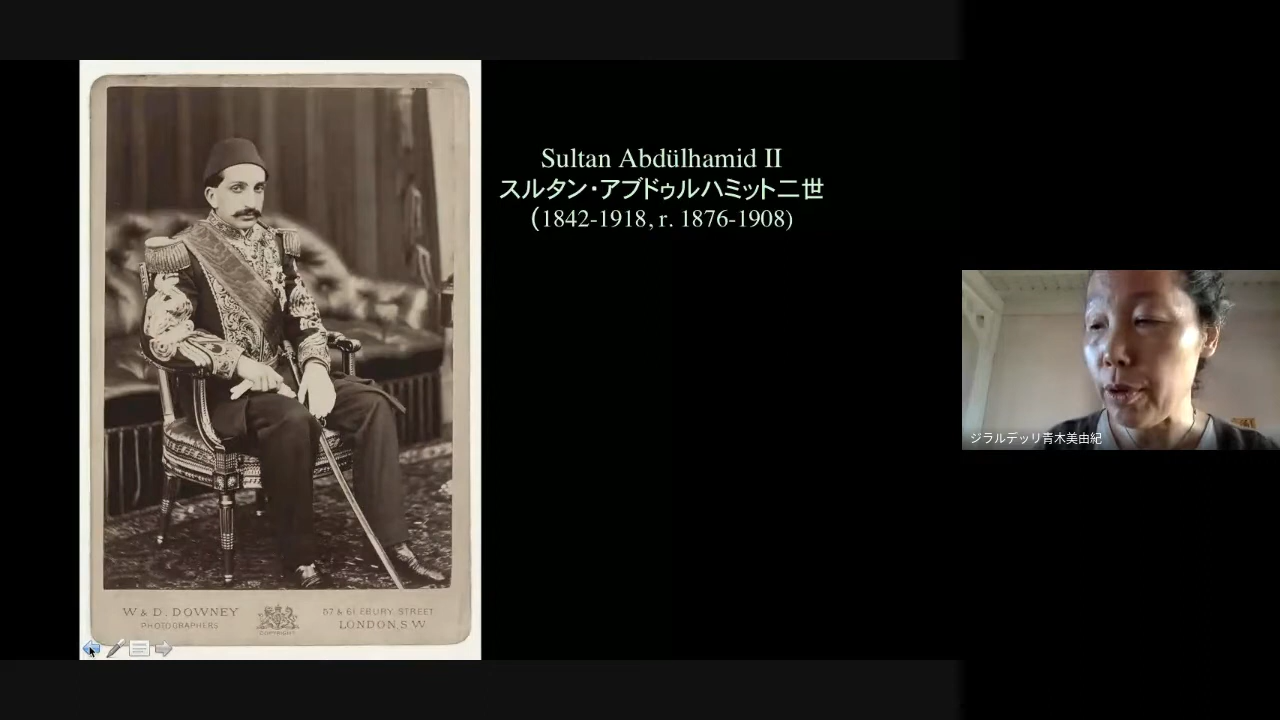 Sultan Abdülhamid II
スルタン・アブドゥルハミット二世
(1842-1918, r. 1876-1908)
W & D. DOWNEY
PHOTOGRAPHERS
COPYRIGHT
57 & 61 EBURY STREET
LONDON, S.W
ジラルデッリ青木美由紀